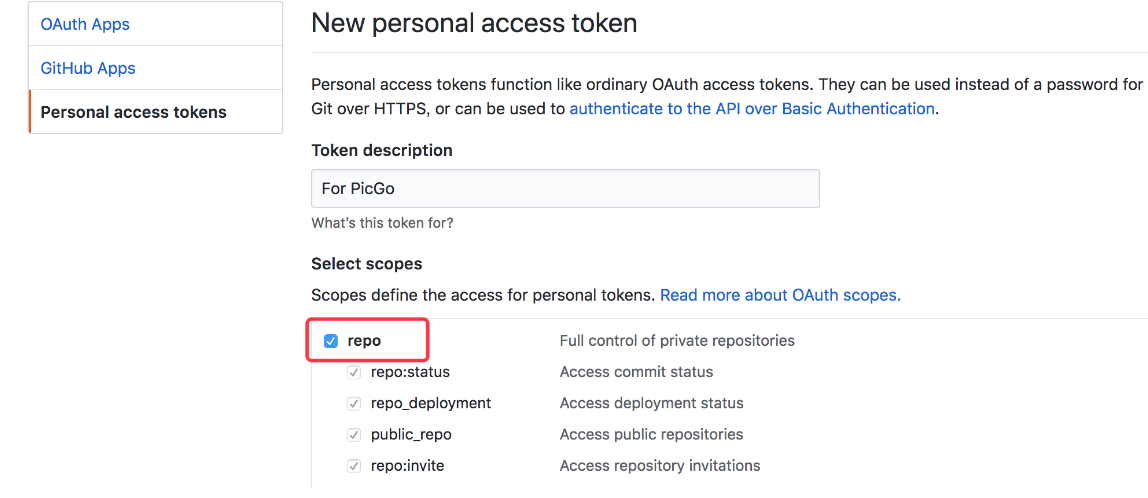 OAuth Apps
GitHub Apps
Personal access tokens
New personal access token
Personal access tokens function like ordinary OAuth access tokens. They can be used instead of a password for
Git over HTTPS, or can be used to authenticate to the API over Basic Authentication.
Token description
For PicGo
What's this token for?
Select scopes
Scopes define the access for personal tokens. Read more about OAuth scopes.
repo Full control of private repositories
repo:status Access commit status
repo_deployment Access deployment status
public_repo Access public repositories
repo:invite Access repository invitations